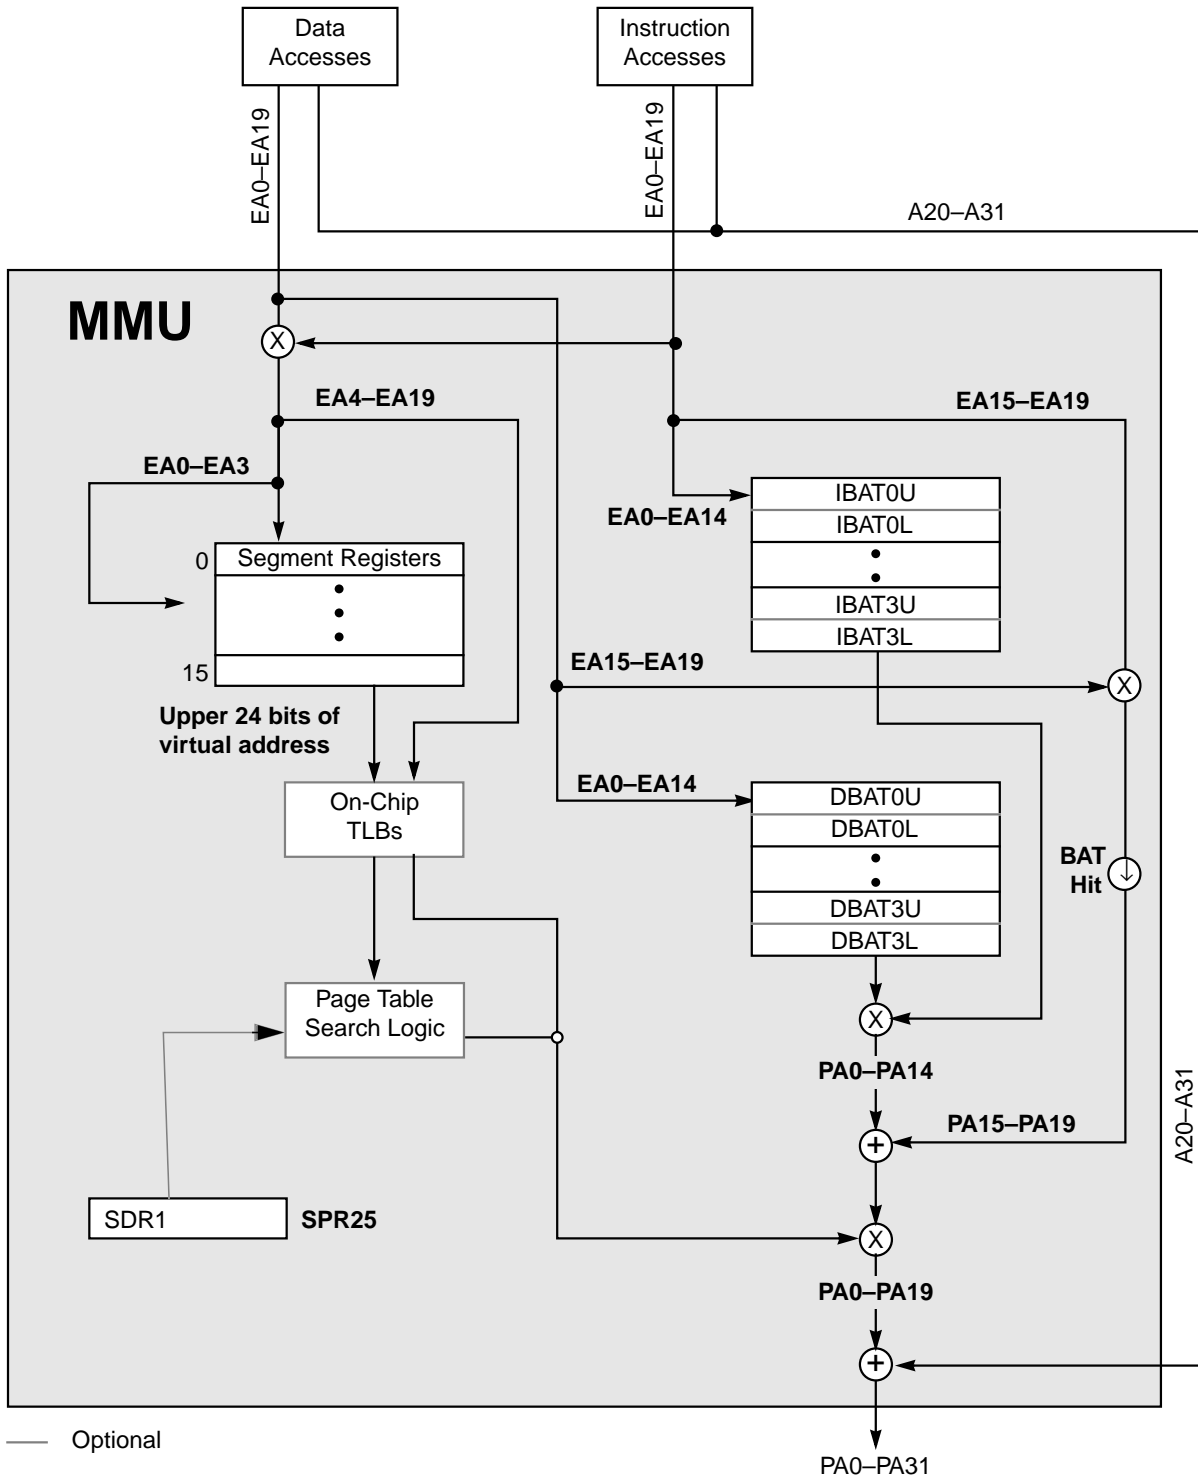 Data
Accesses
Instruction
Accesses
EA0–EA19
EA0–EA19
A20–A31
MMU
X
EA4–EA19
EA15–EA19
EA0–EA3
EA0–EA14
IBAT0U
IBAT0L
IBAT3U
IBAT3L
0
Segment Registers
15
EA15–EA19
X
Upper 24 bits of
virtual address
EA0–EA14
On-Chip
TLBs
DBAT0U
DBAT0L
DBAT3U
DBAT3L
BAT
Hit
↓
Page Table
Search Logic
X
PA0–PA14
PA15–PA19
+
A20–A31
SDR1
SPR25
X
PA0–PA19
+
Optional
PA0–PA31